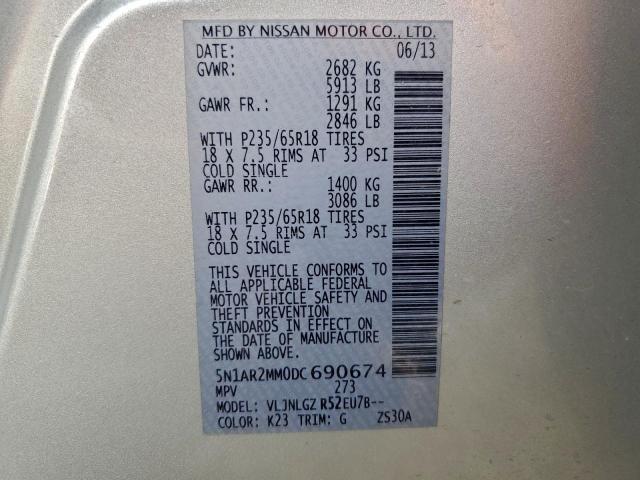 MFD BY NISSAN MOTOR CO., LTD.
DATE: 06/13
GVWR: 2682 KG
5913 LB
GAWR FR.: 1291 KG
2846 LB
WITH P235/65R18 TIRES
18 X 7.5 RIMS AT 33 PSI
COLD SINGLE
GAWR RR.: 1400 KG
3086 LB
WITH P235/65R18 TIRES
18 X 7.5 RIMS AT 33 PSI
COLD SINGLE
THIS VEHICLE CONFORMS TO
ALL APPLICABLE FEDERAL
MOTOR VEHICLE SAFETY AND
THEFT PREVENTION
STANDARDS IN EFFECT ON
THE DATE OF MANUFACTURE
SHOWN ABOVE.
5N1AR2MM0DC690674
MPV 273
MODEL: VLJNLGZ R52EU7B--
COLOR: K23 TRIM: G ZS30A